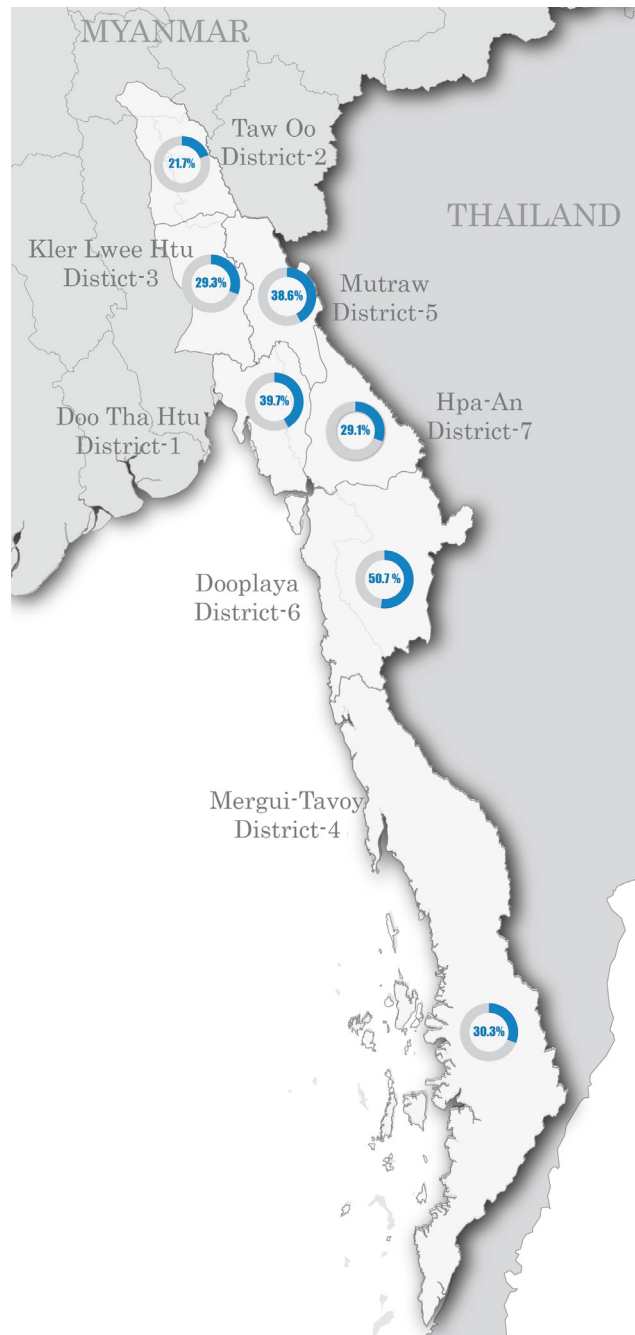 MYANMAR
Taw Oo
District-2
21.7%
THAILAND
Kler Lwee Htu
Distict-3
29.3%
38.6%
Mutraw
District-5
Doo Tha Htu
District-1
39.7%
29.1%
Hpa-An
District-7
50.7 %
Dooplaya
District-6
Mergui-Tavoy
District-4
30.3%